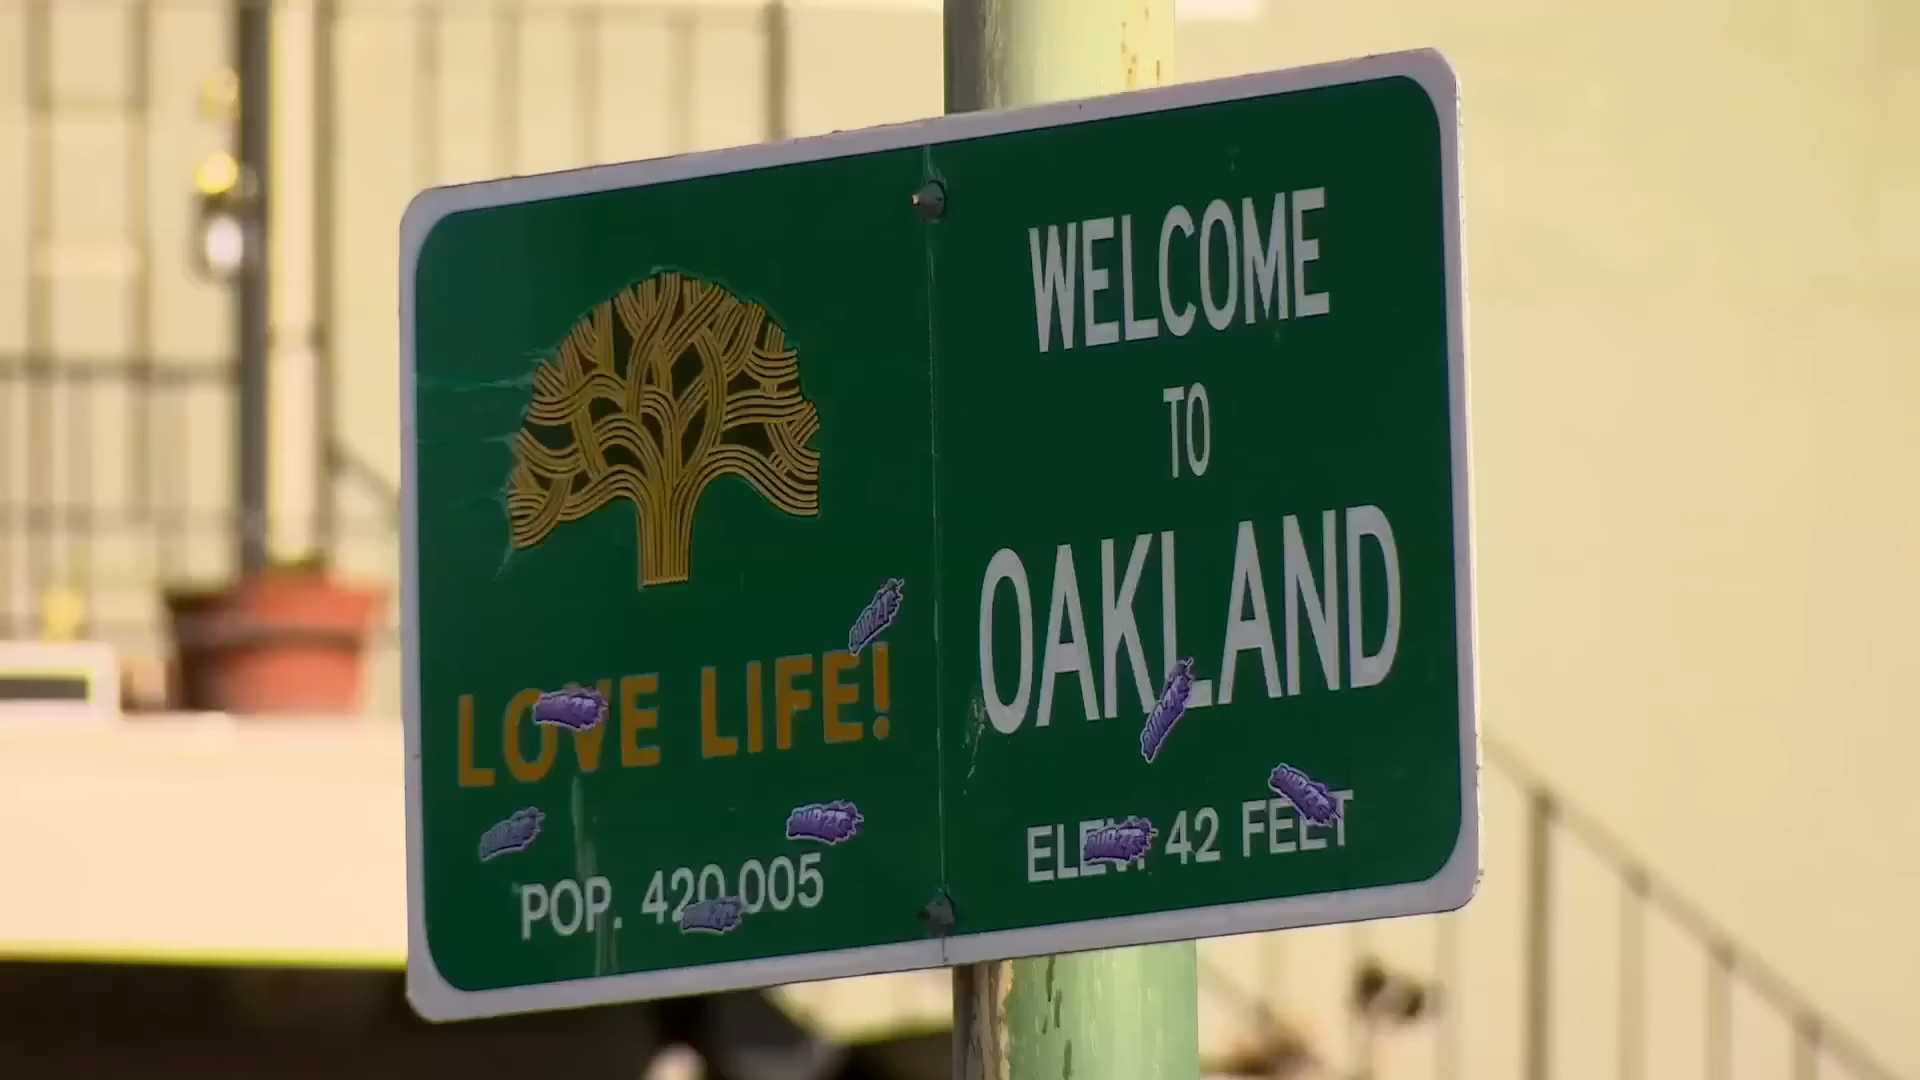 LOVE LIFE!
POP. 420,005
WELCOME
TO
OAKLAND
ELEV. 42 FEET